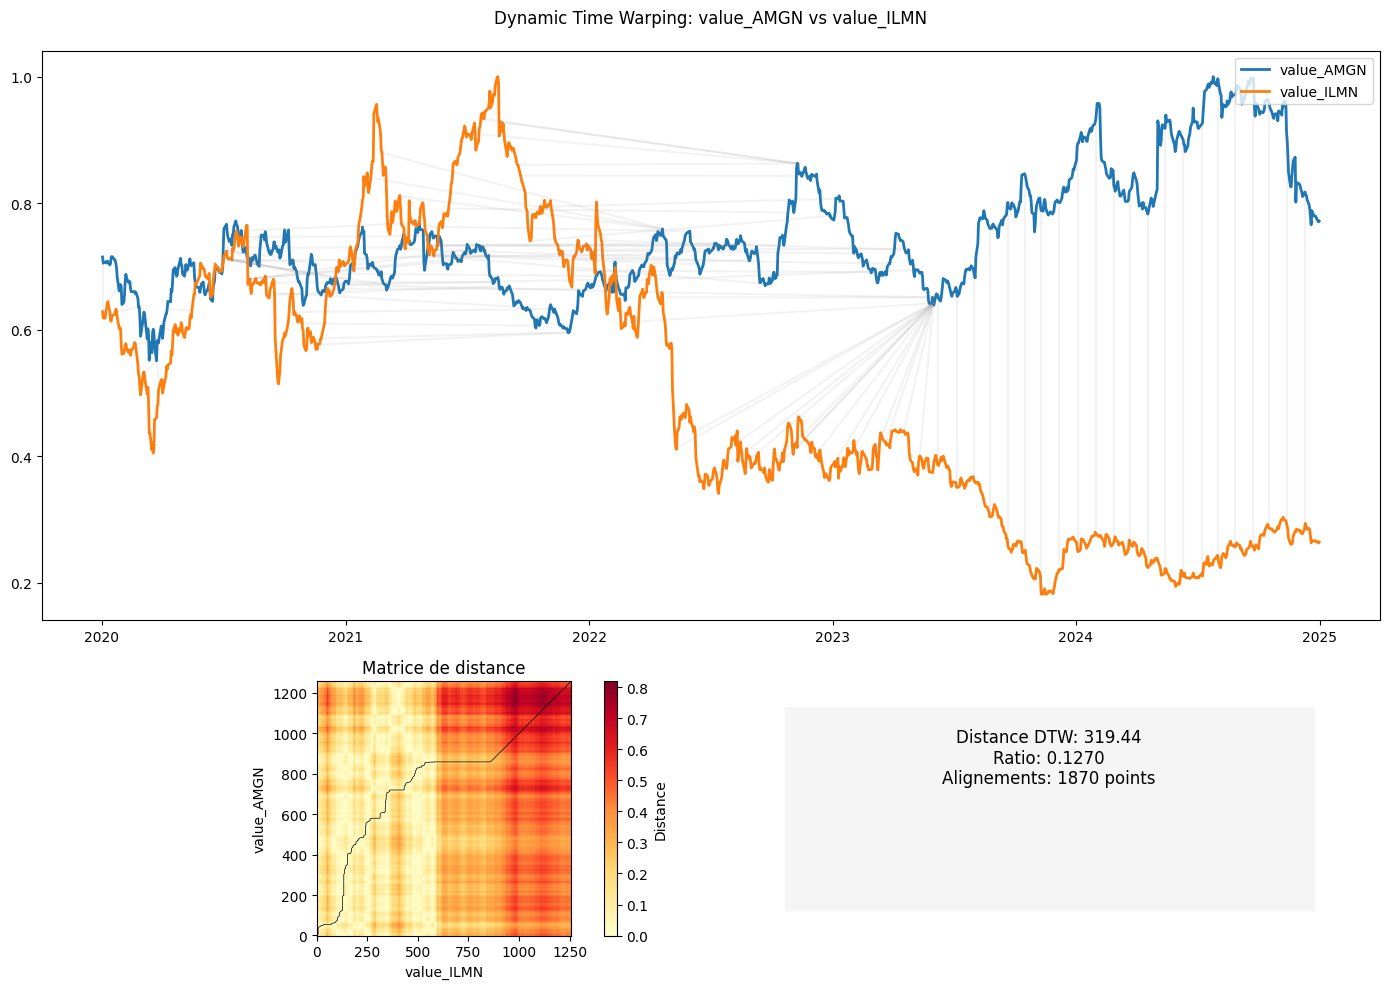 Dynamic Time Warping: value_AMGN vs value_ILMN
value_AMGN
value_ILMN
1.0
0.8
0.6
0.4
0.2
2020 2021 2022 2023 2024 2025
Matrice de distance
1200
1000
800
600
400
200
0
value_AMGN
0 250 500 750 1000 1250
value_ILMN
0.8
0.7
0.6
0.5
0.4
0.3
0.2
0.1
0.0
Distance
Distance DTW: 319.44
Ratio: 0.1270
Alignements: 1870 points